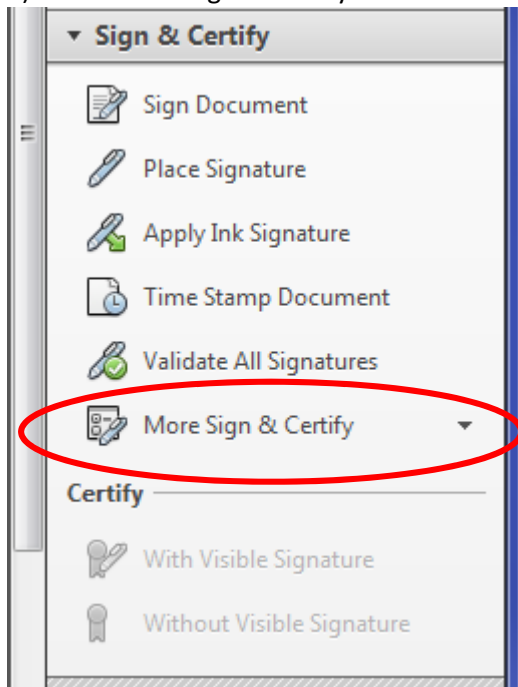 Sign & Certify
Sign Document
Place Signature
Apply Ink Signature
Time Stamp Document
Validate All Signatures
More Sign & Certify
Certify
With Visible Signature
Without Visible Signature